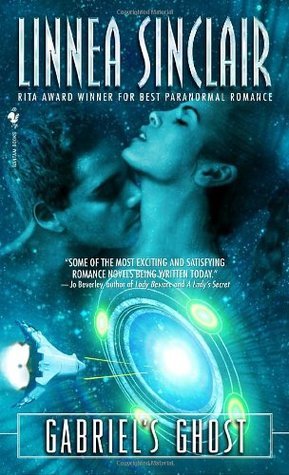 LINNEA SINCLAIR
RITA AWARD WINNER FOR BEST PARANORMAL ROMANCE
"SOME OF THE MOST EXCITING AND SATISFYING
ROMANCE NOVELS BEING WRITTEN TODAY."
— Jo Beverley, author of Lady Beware and A Lady's Secret
GABRIEL'S GHOST